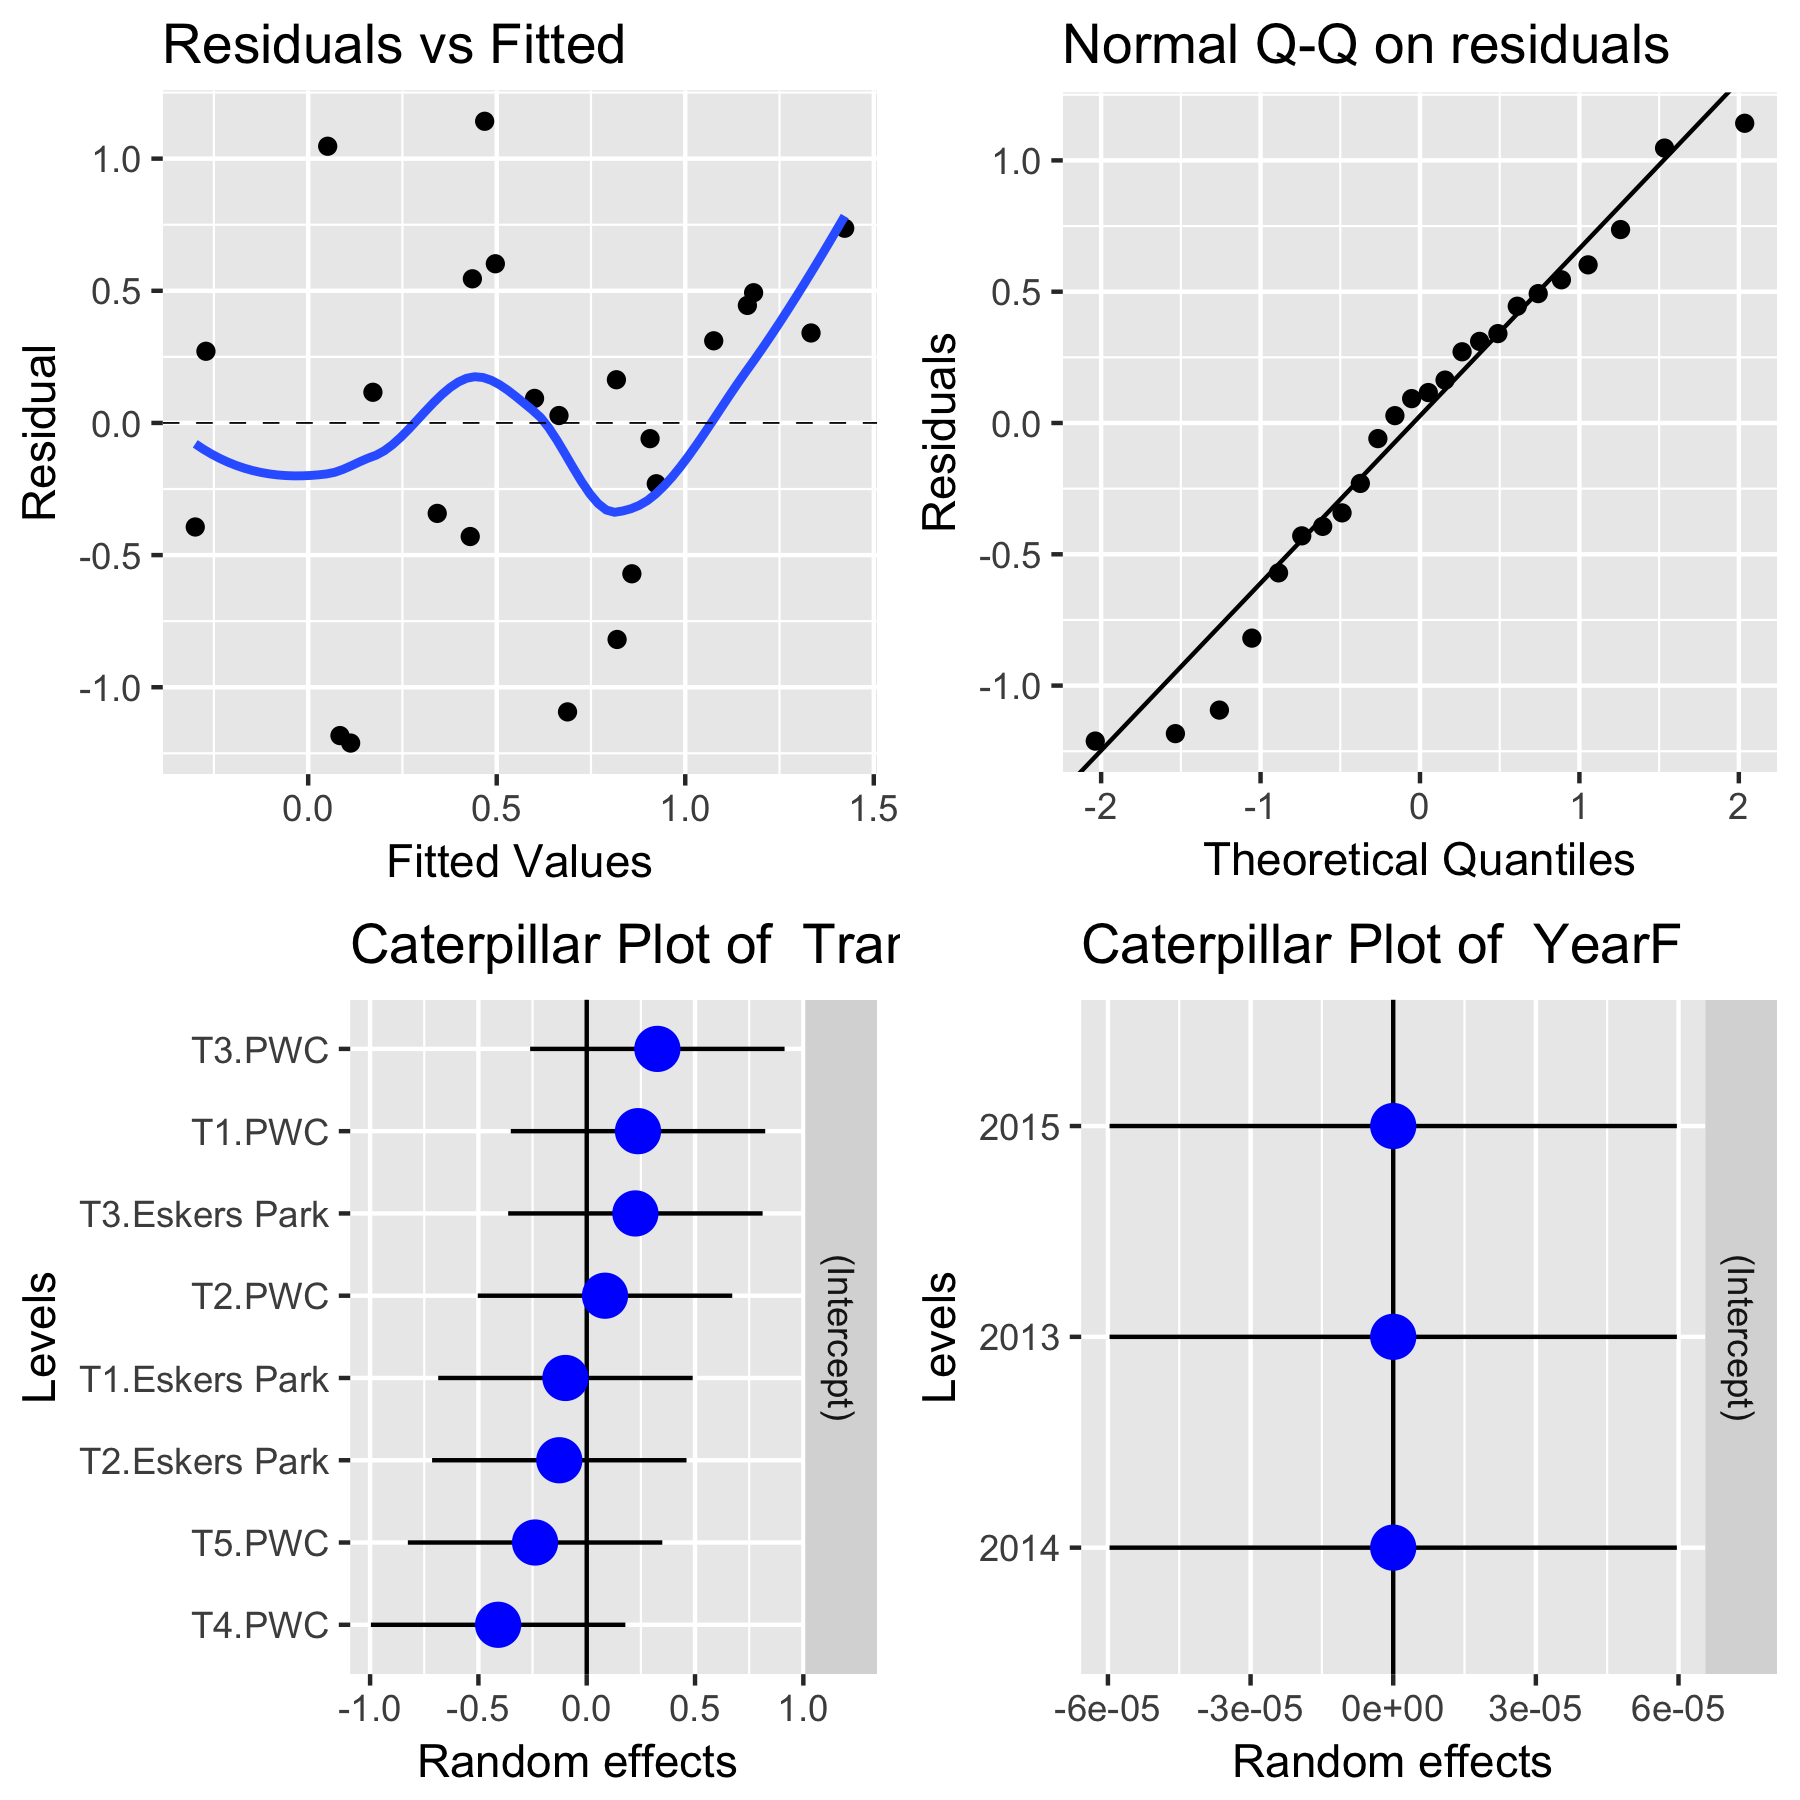 Residuals vs Fitted
1.0
0.5
0.0
-0.5
-1.0
Residual
0.0 0.5 1.0 1.5
Fitted Values
Normal Q-Q on residuals
1.0
0.5
0.0
-0.5
-1.0
Residuals
-2 -1 0 1 2
Theoretical Quantiles
Caterpillar Plot of Tran
T3.PWC
T1.PWC
T3.Eskers Park
T2.PWC
T1.Eskers Park
T2.Eskers Park
T5.PWC
T4.PWC
Levels
(Intercept)
-1.0 -0.5 0.0 0.5 1.0
Random effects
Caterpillar Plot of YearF
2015
2013
2014
Levels
(Intercept)
-6e-05 -3e-05 0e+00 3e-05 6e-05
Random effects